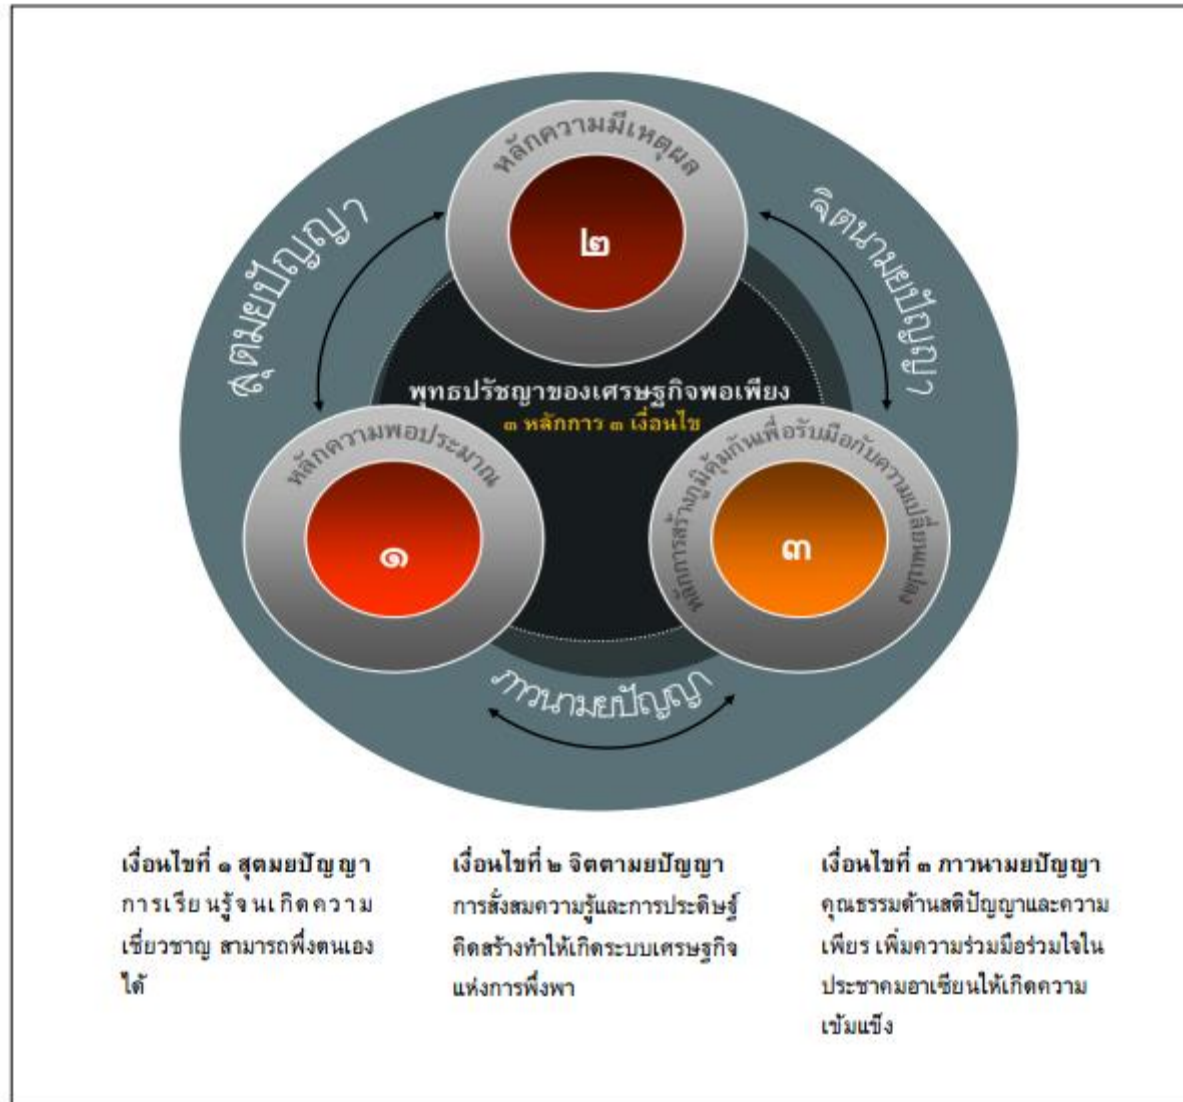 หลักความมีเหตุผล
๒
สุตมยปัญญา
จิตนามยปัญญา
พุทธปรัชญาของเศรษฐกิจพอเพียง
๓ หลักการ ๓ เงื่อนไข
หลักความพอประมาณ
๑
หลักการสร้างภูมิคุ้มกันเพื่อรับมือกับความเปลี่ยนแปลง
๓
ภาวนามยปัญญา
เงื่อนไขที่ ๑ สุตมยปัญญา
การเรียนรู้จนเกิดความ
เชี่ยวชาญ สามารถพึ่งตนเอง
ได้
เงื่อนไขที่ ๒ จิตตามยปัญญา
การสั่งสมความรู้และการประดิษฐ์
คิดสร้างทำให้เกิดระบบเศรษฐกิจ
แห่งการพึ่งพา
เงื่อนไขที่ ๓ ภาวนามยปัญญา
คุณธรรมด้านสติปัญญาและความ
เพียร เพิ่มความร่วมมือร่วมใจใน
ประชาคมอาเซียนให้เกิดความ
เข้มแข็ง